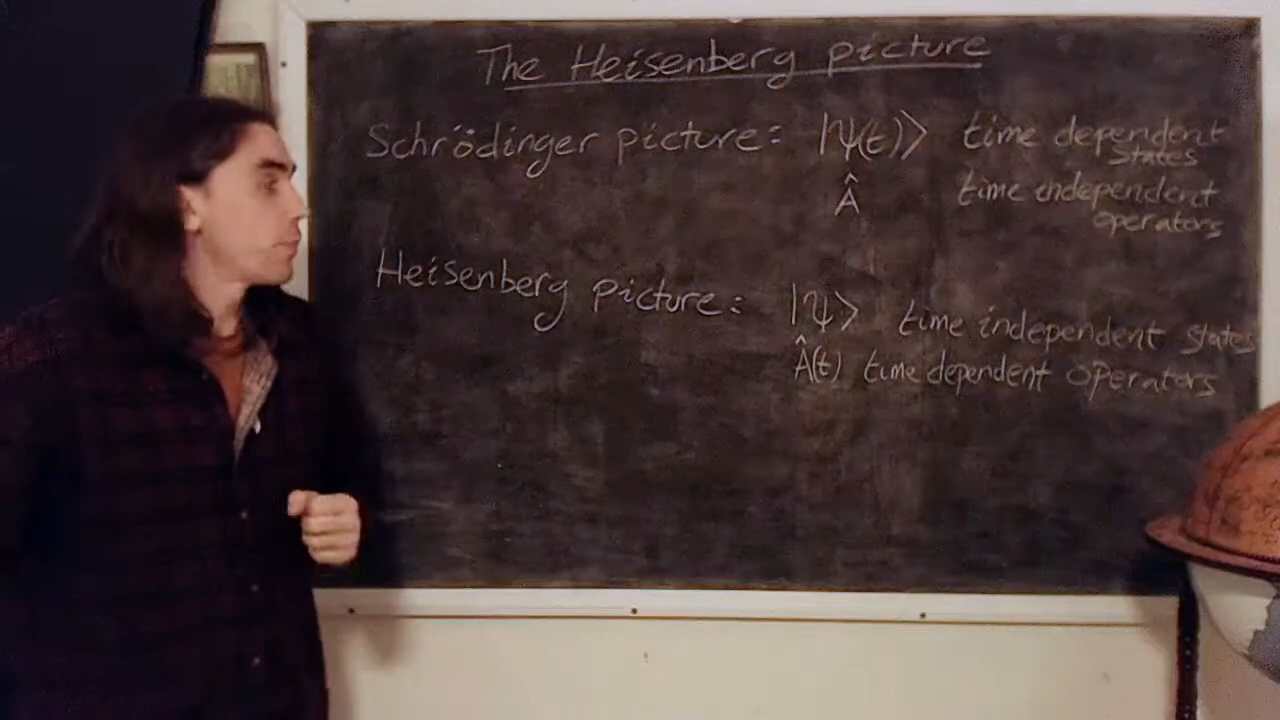 The Heisenberg picture
Schrödinger picture: |ψ(t)⟩ time dependent
states
Â time independent
operators
Heisenberg picture: |ψ⟩ time independent states
Â(t) time dependent operators